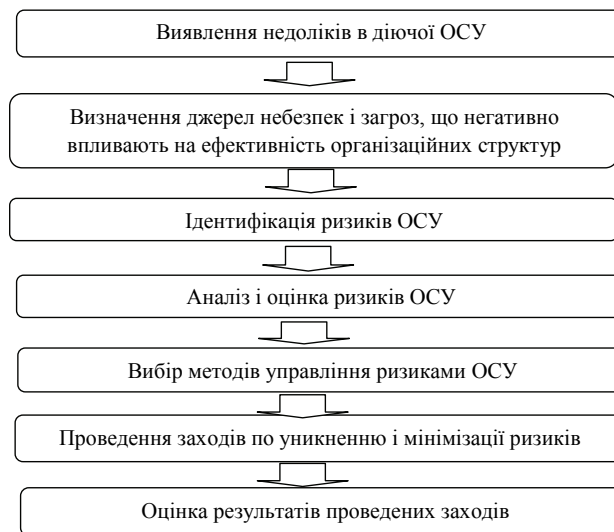 Виявлення недоліків в діючої ОСУ
Визначення джерел небезпек і загроз, що негативно
впливають на ефективність організаційних структур
Ідентифікація ризиків ОСУ
Аналіз і оцінка ризиків ОСУ
Вибір методів управління ризиками ОСУ
Проведення заходів по уникненню і мінімізації ризиків
Оцінка результатів проведених заходів